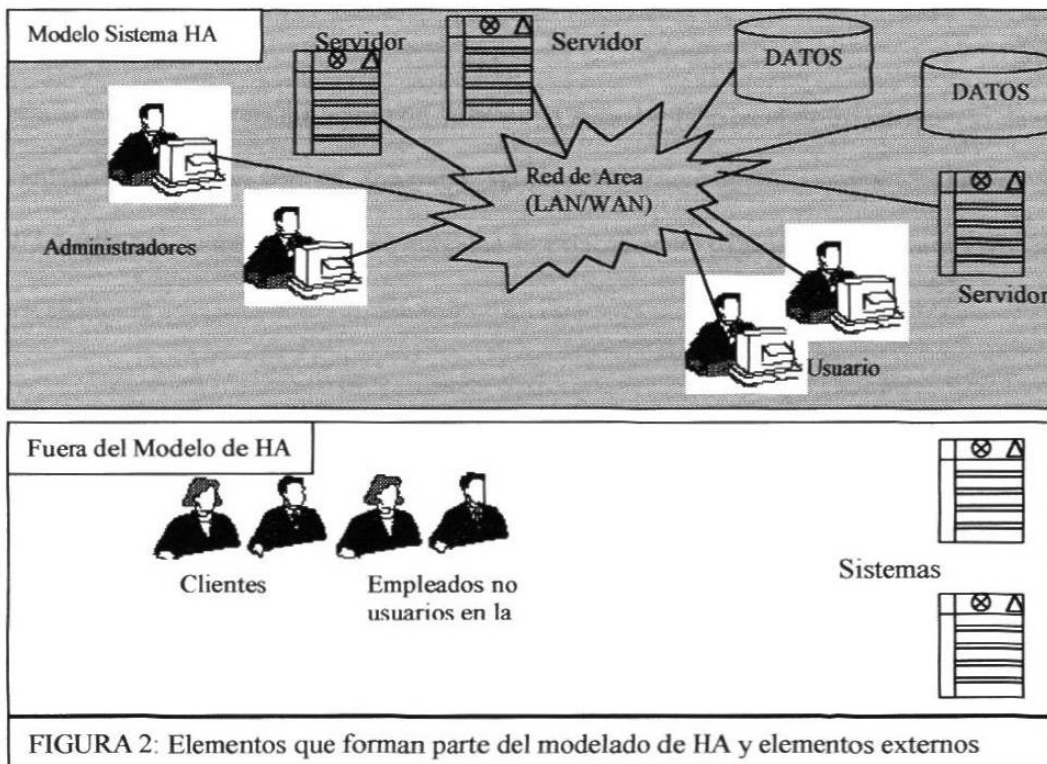 Modelo Sistema HA
Servidor
Servidor
DATOS
DATOS
Red de Area
(LAN/WAN)
Administradores
Servidor
Usuario
Fuera del Modelo de HA
Clientes
Empleados no
usuarios en la
Sistemas
FIGURA 2: Elementos que forman parte del modelado de HA y elementos externos